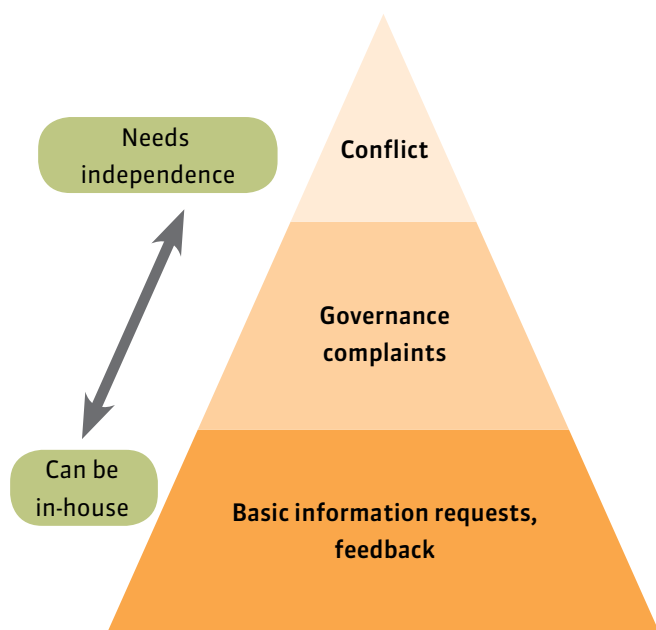 Needs
independence
Conflict
Governance
complaints
Can be
in-house
Basic information requests,
feedback